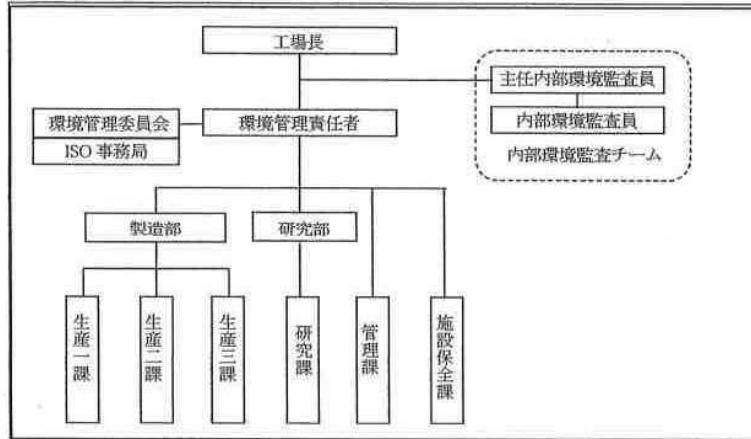 工場長
主任内部環境監査員
内部環境監査員
内部環境監査チーム
環境管理委員会
ISO 事務局
環境管理責任者
製造部
研究部
生産一課
生産二課
生産三課
研究課
管理課
施設保全課